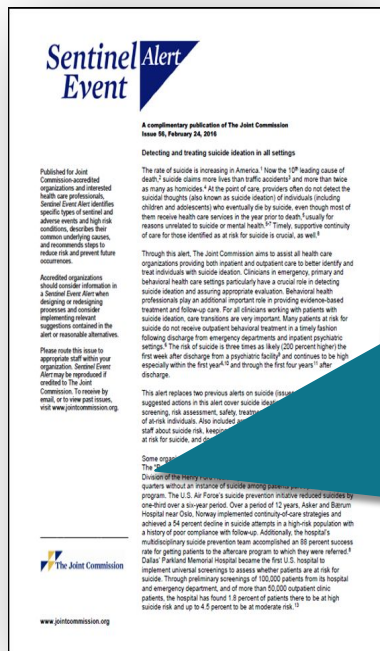 Sentinel Alert
Event
A complimentary publication of The Joint Commission
Issue 56, February 24, 2016
Detecting and treating suicide ideation in all settings
Published for Joint
Commission-accredited
organizations and interested
health care professionals,
Sentinel Event Alert identifies
specific types of sentinel and
adverse events and high risk
conditions, describes their
common underlying causes,
and recommends steps to
reduce risk and prevent future
occurrences.
Accredited organizations
should consider information in
a Sentinel Event Alert when
designing or redesigning
processes and consider
implementing relevant
suggestions contained in the
alert or reasonable alternatives.
Please route this issue to
appropriate staff within your
organization. Sentinel Event
Alert may be reproduced if
credited to The Joint
Commission. To receive by
email, or to view past issues,
visit www.jointcommission.org.
The rate of suicide is increasing in America.1 Now the 10th leading cause of
death,2 suicide claims more lives than traffic accidents3 and more than twice
as many as homicides.4 At the point of care, providers often do not detect the
suicidal thoughts (also known as suicide ideation) of individuals (including
children and adolescents) who eventually die by suicide, even though most of
them receive health care services in the year prior to death,5 usually for
reasons unrelated to suicide or mental health.6-7 Timely, supportive continuity
of care for those identified as at risk for suicide is crucial, as well.8
Through this alert, The Joint Commission aims to assist all health care
organizations providing both inpatient and outpatient care to better identify and
treat individuals with suicide ideation. Clinicians in emergency, primary and
behavioral health care settings particularly have a crucial role in detecting
suicide ideation and assuring appropriate evaluation. Behavioral health
professionals play an additional important role in providing evidence-based
treatment and follow-up care. For all clinicians working with patients with
suicide ideation, care transitions are very important. Many patients at risk for
suicide do not receive outpatient behavioral treatment in a timely fashion
following discharge from emergency departments and inpatient psychiatric
settings.8 The risk of suicide is three times as likely (200 percent higher) the
first week after discharge from a psychiatric facility9 and continues to be high
especially within the first year4,10 and through the first four years11 after
discharge.
This alert replaces two previous alerts on suicide (issues
suggested actions in this alert cover suicide ideat
screening, risk assessment, safety, treatm
of at-risk individuals. Also included ar
staff about suicide risk, keepin
at risk for suicide, and do
Some organi
The "P
Division of the Henry Ford
quarters without an instance of suicide among patients
program. The U.S. Air Force's suicide prevention initiative reduced suicides by
one-third over a six-year period. Over a period of 12 years, Asker and Bærum
Hospital near Oslo, Norway implemented continuity-of-care strategies and
achieved a 54 percent decline in suicide attempts in a high-risk population with
a history of poor compliance with follow-up. Additionally, the hospital's
multidisciplinary suicide prevention team accomplished an 88 percent success
rate for getting patients to the aftercare program to which they were referred.8
Dallas' Parkland Memorial Hospital became the first U.S. hospital to
implement universal screenings to assess whether patients are at risk for
suicide. Through preliminary screenings of 100,000 patients from its hospital
and emergency department, and of more than 50,000 outpatient clinic
patients, the hospital has found 1.8 percent of patients there to be at high
suicide risk and up to 4.5 percent to be at moderate risk.12
The Joint Commission
www.jointcommission.org